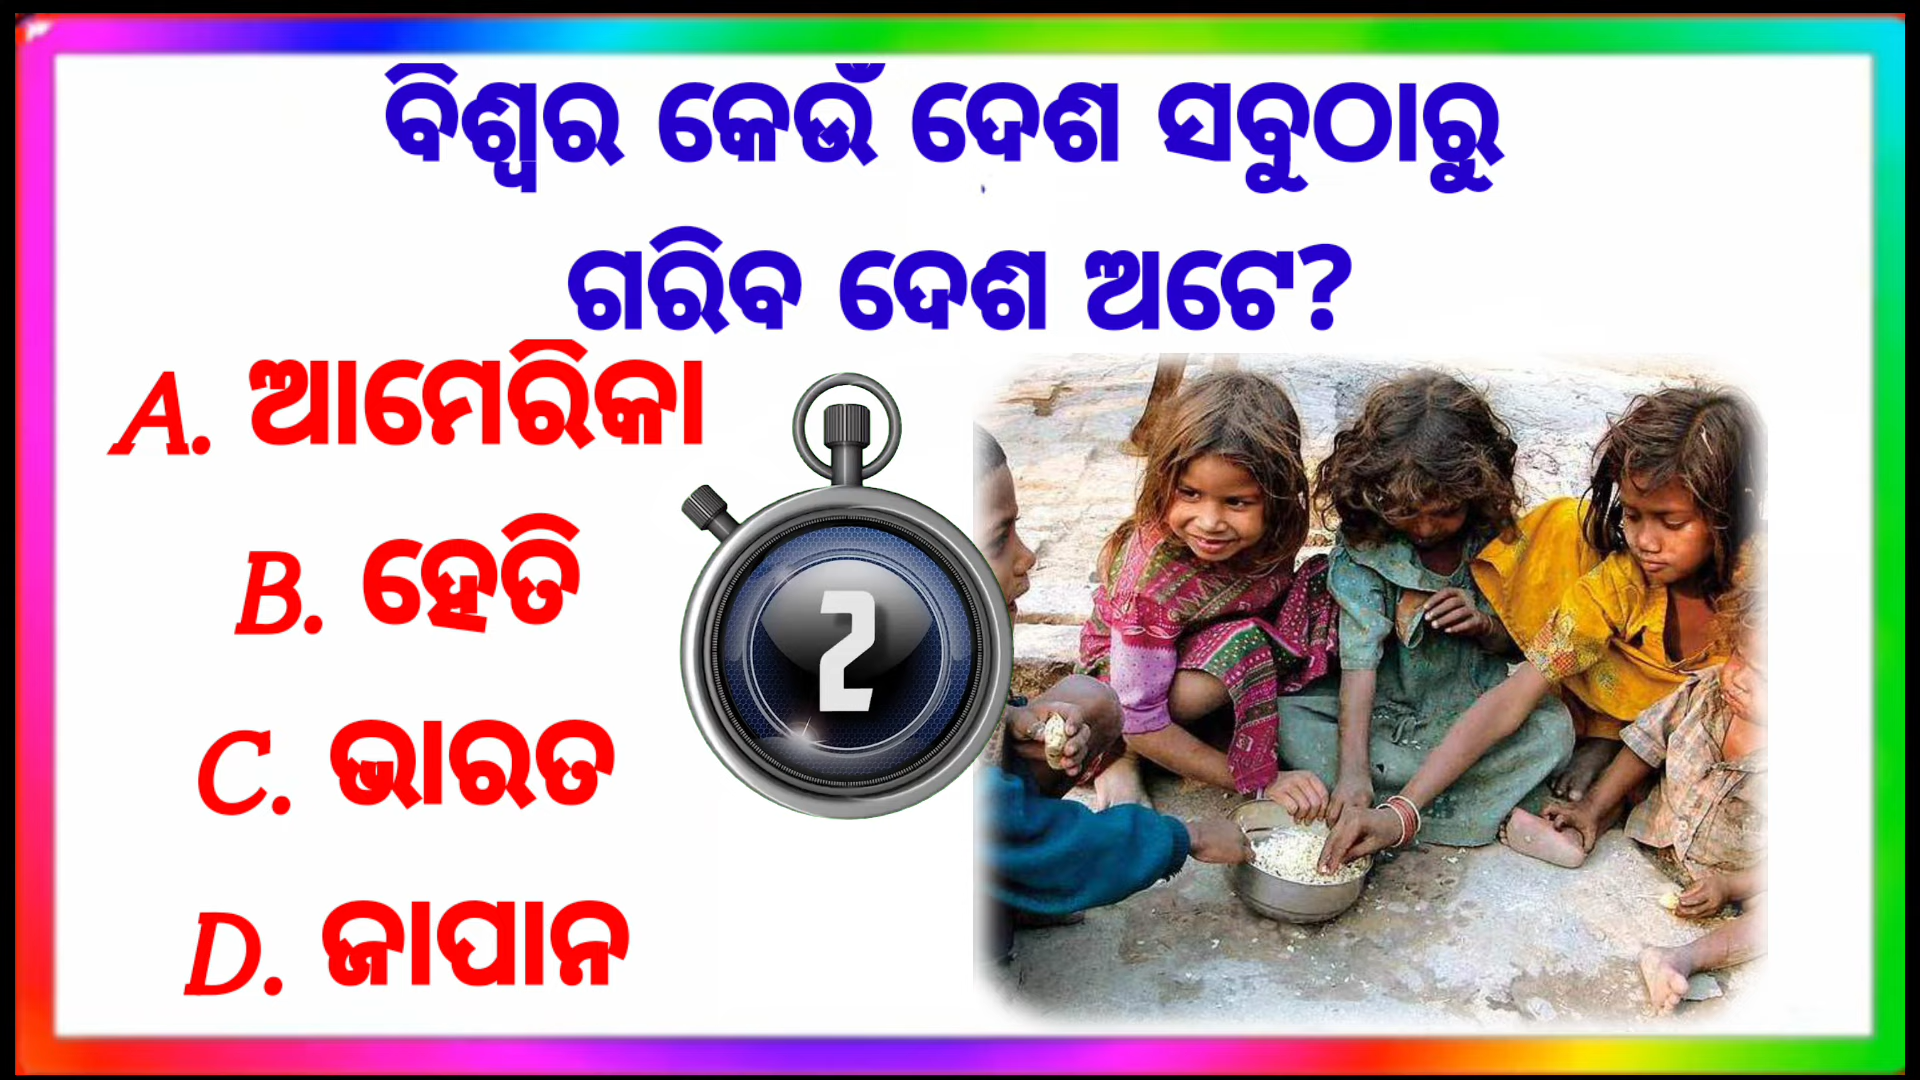 ବିଶ୍ୱର କେଉଁ ଦେଶ ସବୁଠାରୁ
ଗରିବ ଦେଶ ଅଟେ?
A. ଆମେରିକା
B. ହେତି
C. ଭାରତ
D. ଜାପାନ
2